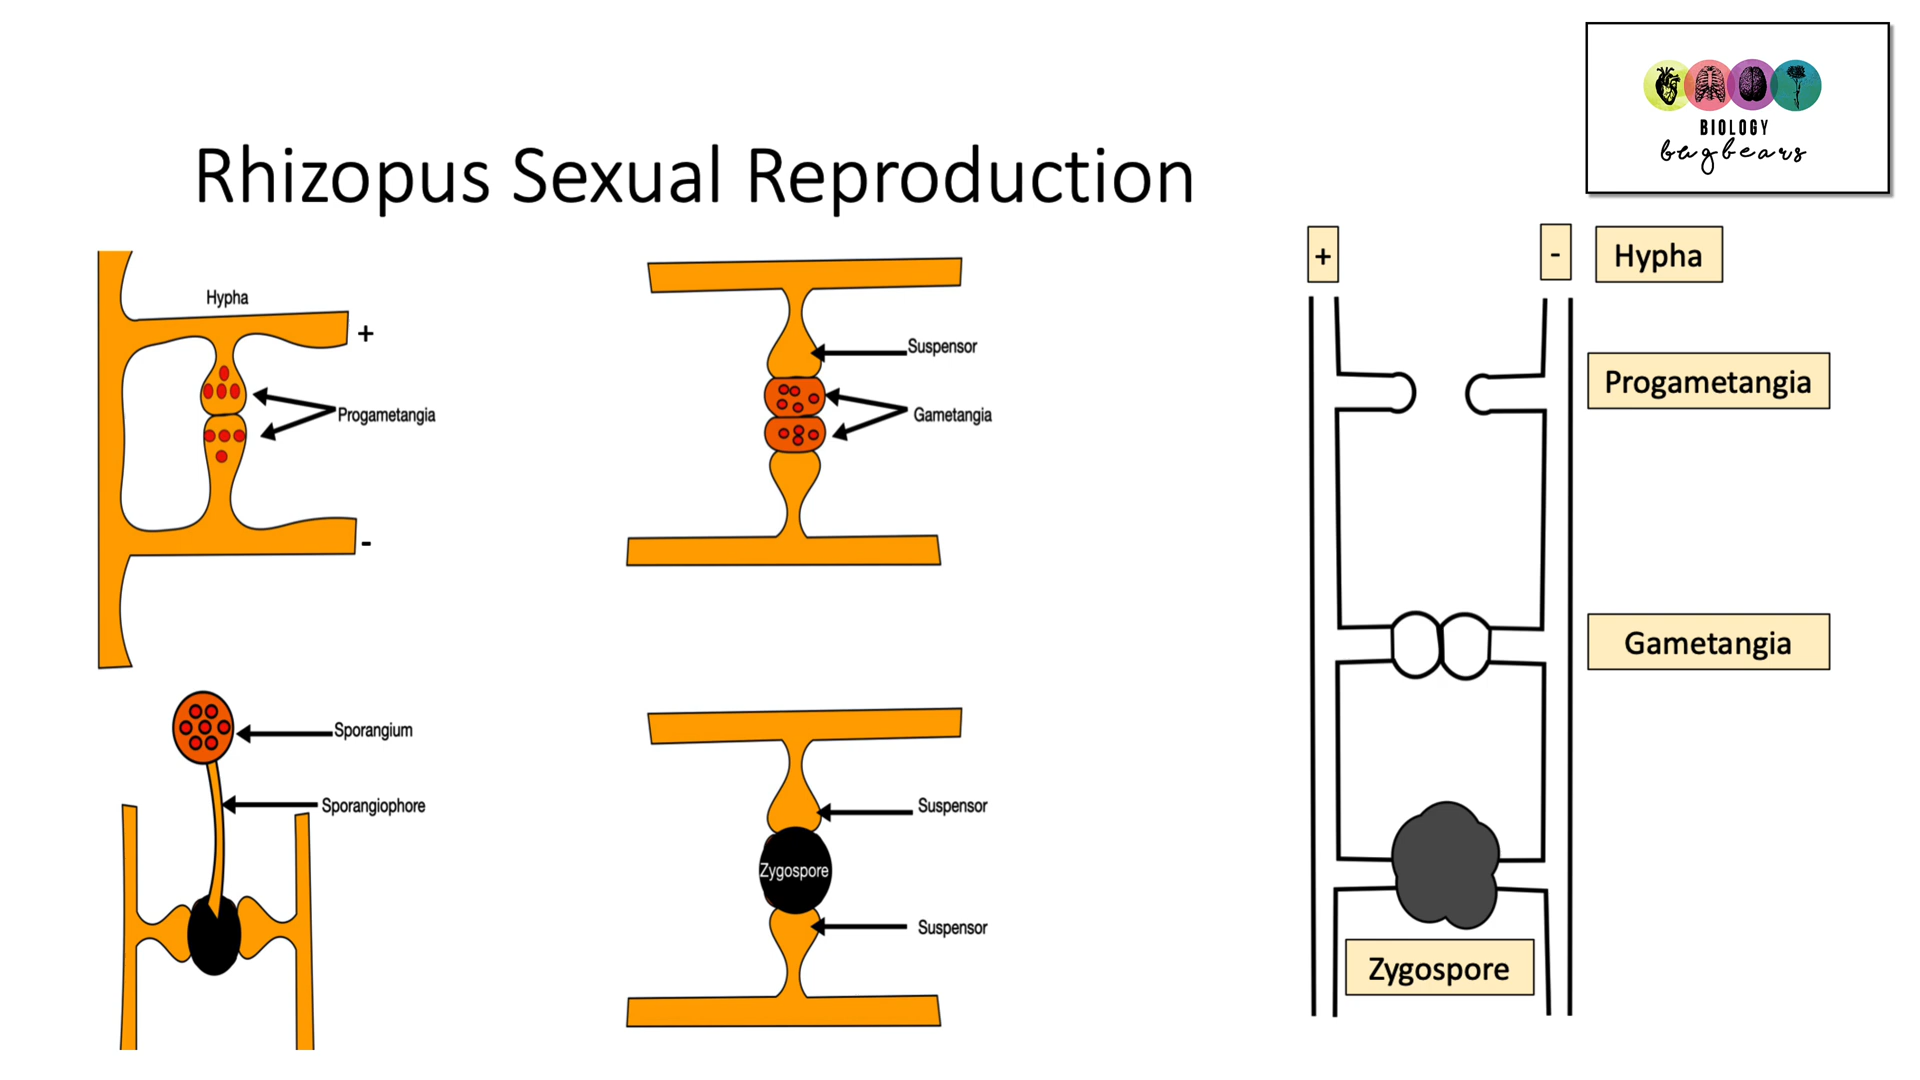 BIOLOGY
bugbears
Rhizopus Sexual Reproduction
Hypha
+
Progametangia
-
Suspensor
Gametangia
Sporangium
Sporangiophore
Suspensor
Zygospore
Suspensor
+
-
Hypha
Progametangia
Gametangia
Zygospore